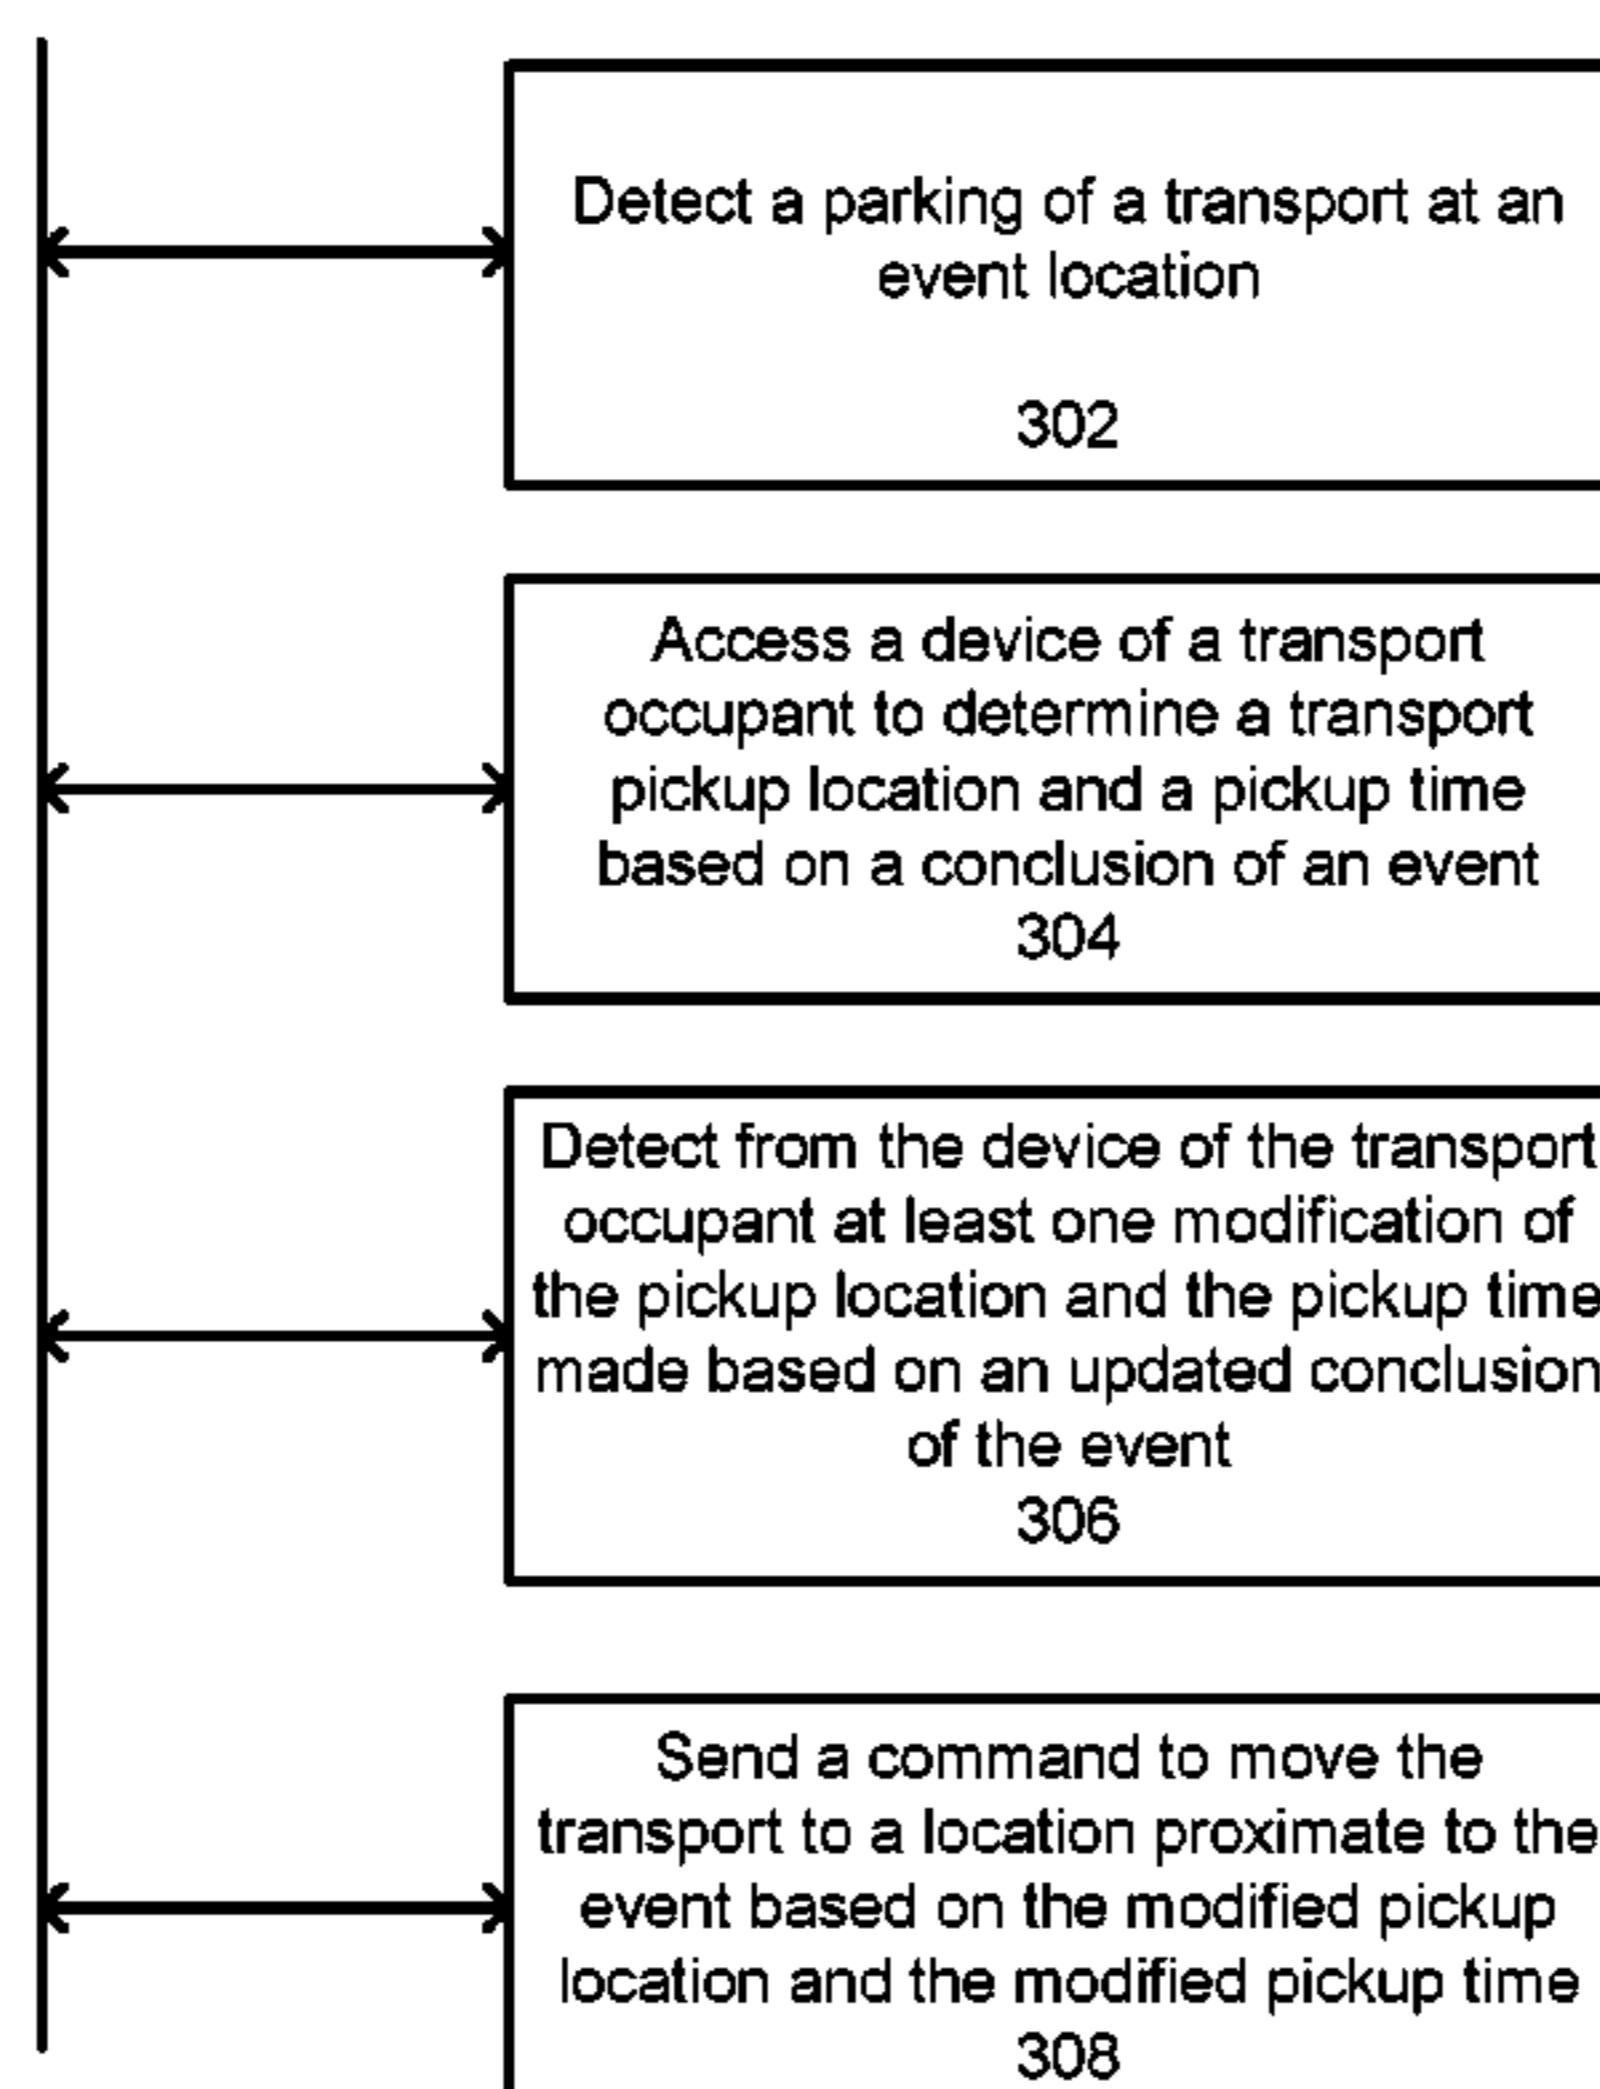 Detect a parking of a transport at an
event location
302
Access a device of a transport
occupant to determine a transport
pickup location and a pickup time
based on a conclusion of an event
304
Detect from the device of the transport
occupant at least one modification of
the pickup location and the pickup time
made based on an updated conclusion
of the event
306
Send a command to move the
transport to a location proximate to the
event based on the modified pickup
location and the modified pickup time
308